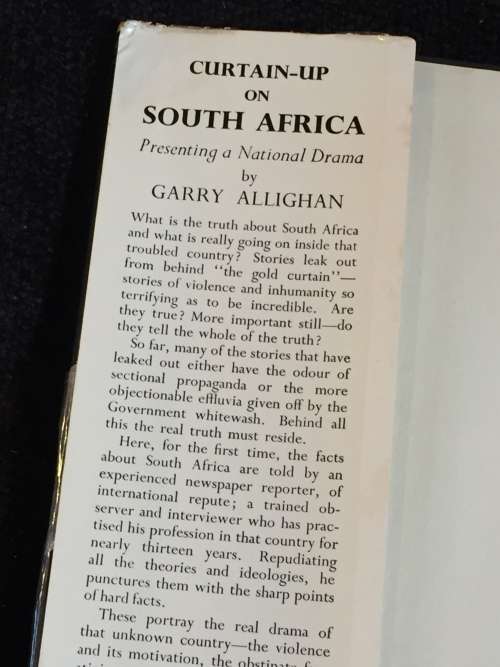 CURTAIN-UP
ON
SOUTH AFRICA
Presenting a National Drama
by
GARRY ALLIGHAN
What is the truth about South Africa
and what is really going on inside that
troubled country? Stories leak out
from behind "the gold curtain"—
stories of violence and inhumanity so
terrifying as to be incredible. Are
they true? More important still—do
they tell the whole of the truth?
So far, many of the stories that have
leaked out either have the odour of
sectional propaganda or the more
objectionable effluvia given off by the
Government whitewash. Behind all
this the real truth must reside.
Here, for the first time, the facts
about South Africa are told by an
experienced newspaper reporter, of
international repute; a trained ob-
server and interviewer who has prac-
tised his profession in that country for
nearly thirteen years. Repudiating
all the theories and ideologies, he
punctures them with the sharp points
of hard facts.
These portray the real drama of
that unknown country—the violence
and its motivation, the